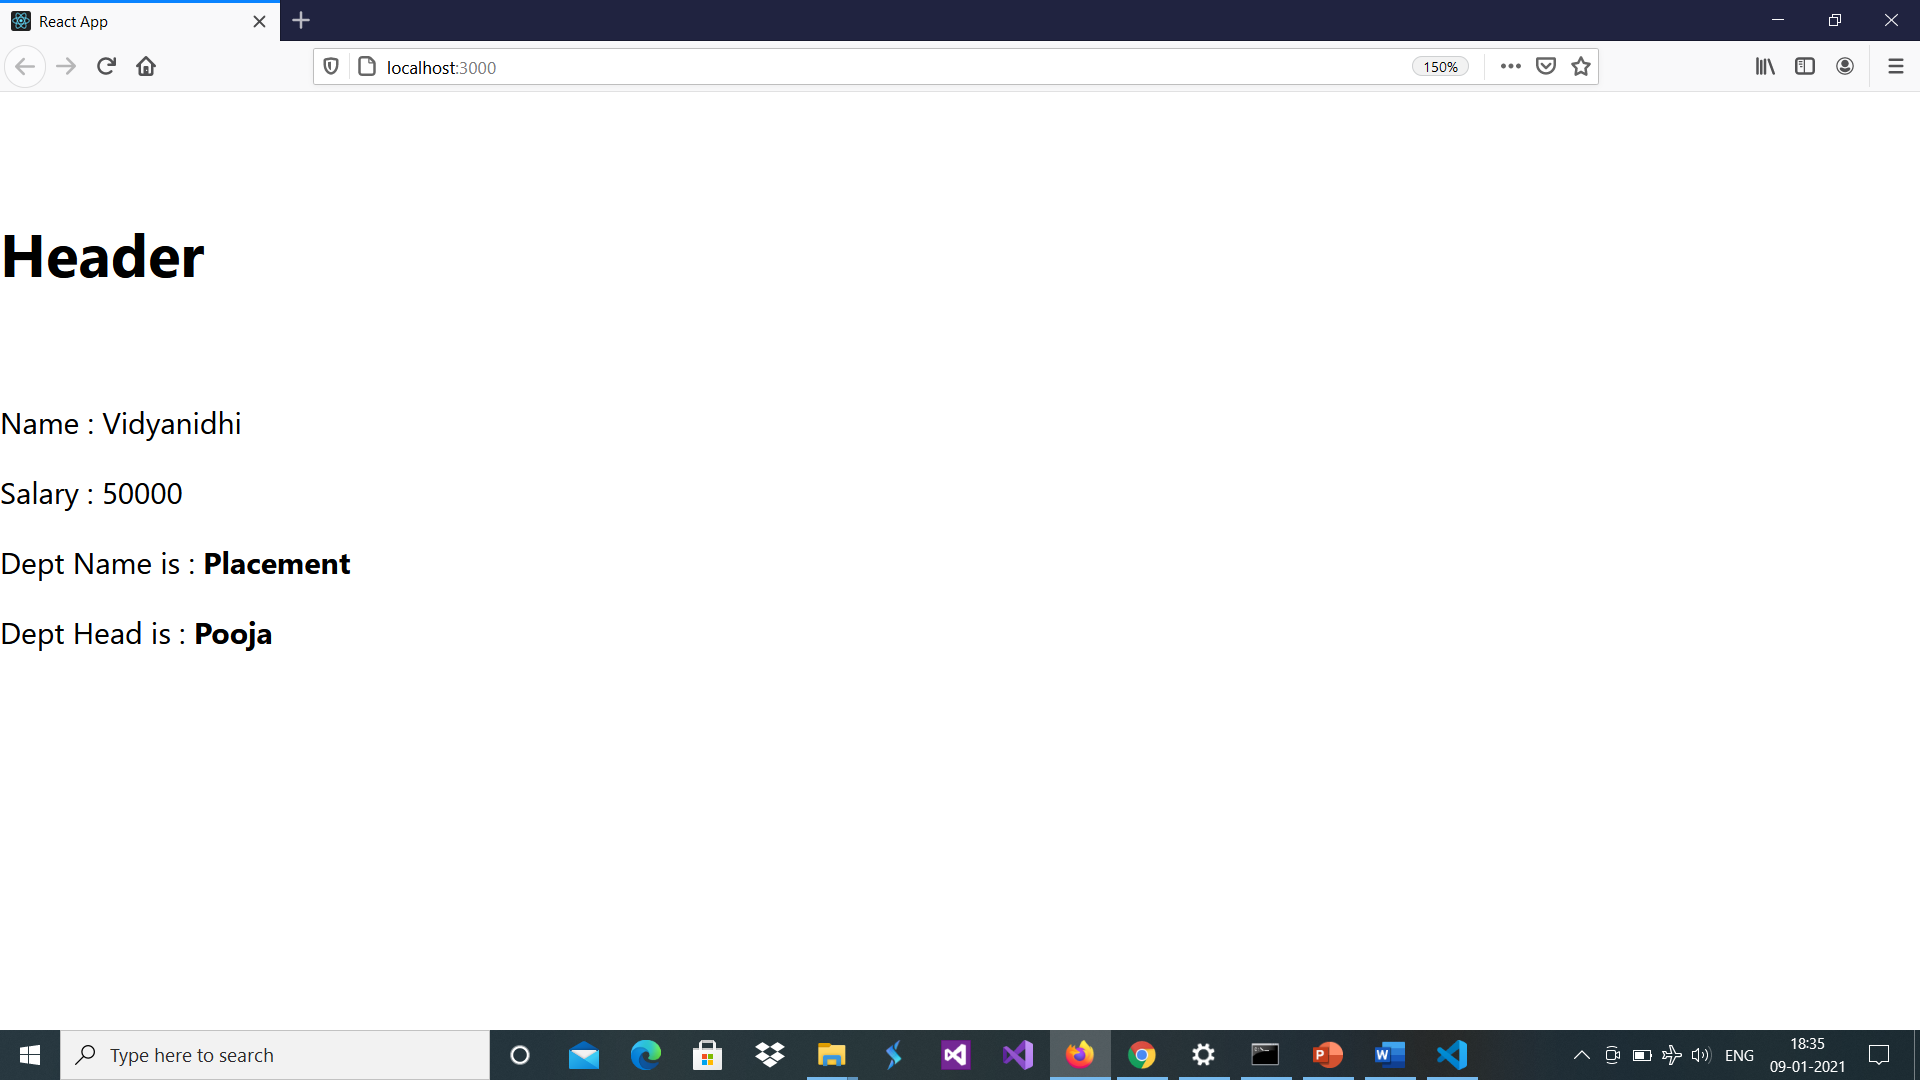 React App
localhost:3000
150%
Header
Name : Vidyanidhi
Salary : 50000
Dept Name is : Placement
Dept Head is : Pooja
Type here to search
ENG
18:35
09-01-2021